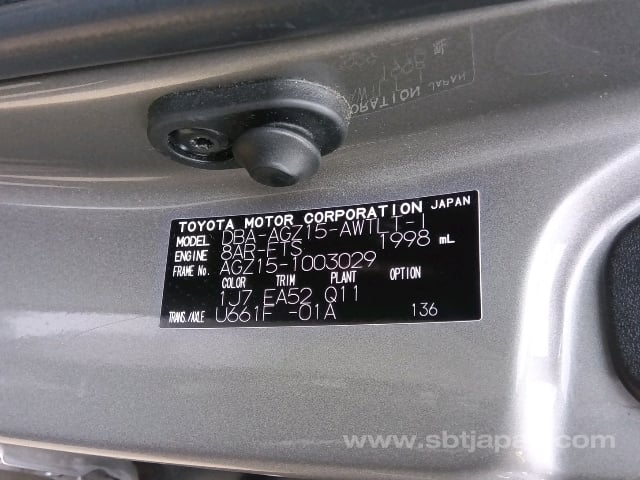 TOYOTA MOTOR CORPORATION JAPAN
MODEL DBA-AGZ15-AWTLT-1
ENGINE 8AR-FTS 1998 mL
FRAME No. AGZ15-1003029
COLOR TRIM PLANT OPTION
1J7 EA52 Q11
TRANS./AXLE U661F -01A 136
www.sbtjapan.com